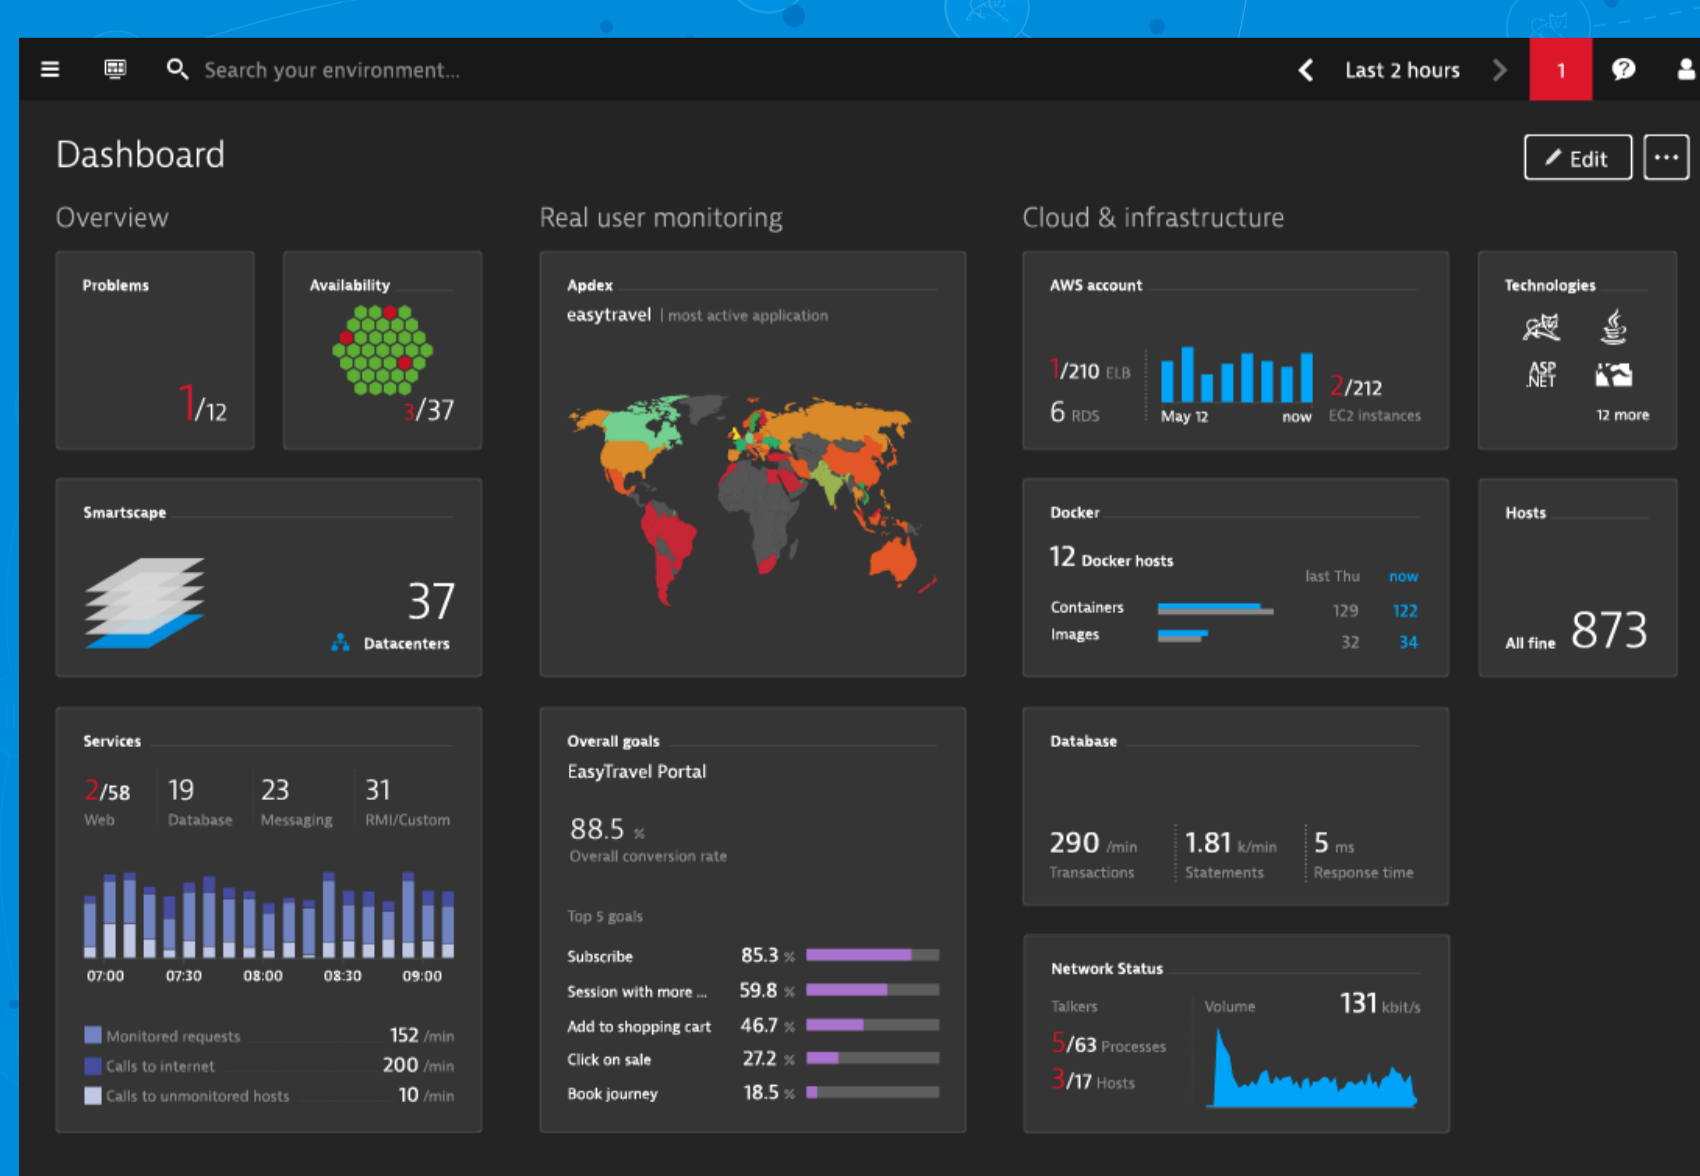 Search your environment...
Last 2 hours
1
Dashboard
Edit
Overview
Problems
1/12
Availability
3/37
Smartscape
37
Datacenters
Services
2/58 Web
19 Database
23 Messaging
31 RMI/Custom
07:00 07:30 08:00 08:30 09:00
Monitored requests 152 /min
Calls to internet 200 /min
Calls to unmonitored hosts 10 /min
Real user monitoring
Apdex
easytravel | most active application
Overall goals
EasyTravel Portal
88.5 %
Overall conversion rate
Top 5 goals
Subscribe 85.3 %
Session with more ... 59.8 %
Add to shopping cart 46.7 %
Click on sale 27.2 %
Book journey 18.5 %
Cloud & infrastructure
AWS account
1/210 ELB
6 RDS
May 12 now
2/212
EC2 instances
Docker
12 Docker hosts
last Thu now
Containers 129 122
Images 32 34
Database
290 /min
Transactions
1.81 k/min
Statements
5 ms
Response time
Network Status
Talkers
5/63 Processes
3/17 Hosts
Volume 131 kbit/s
Technologies
ASP
.NET
12 more
Hosts
All fine 873